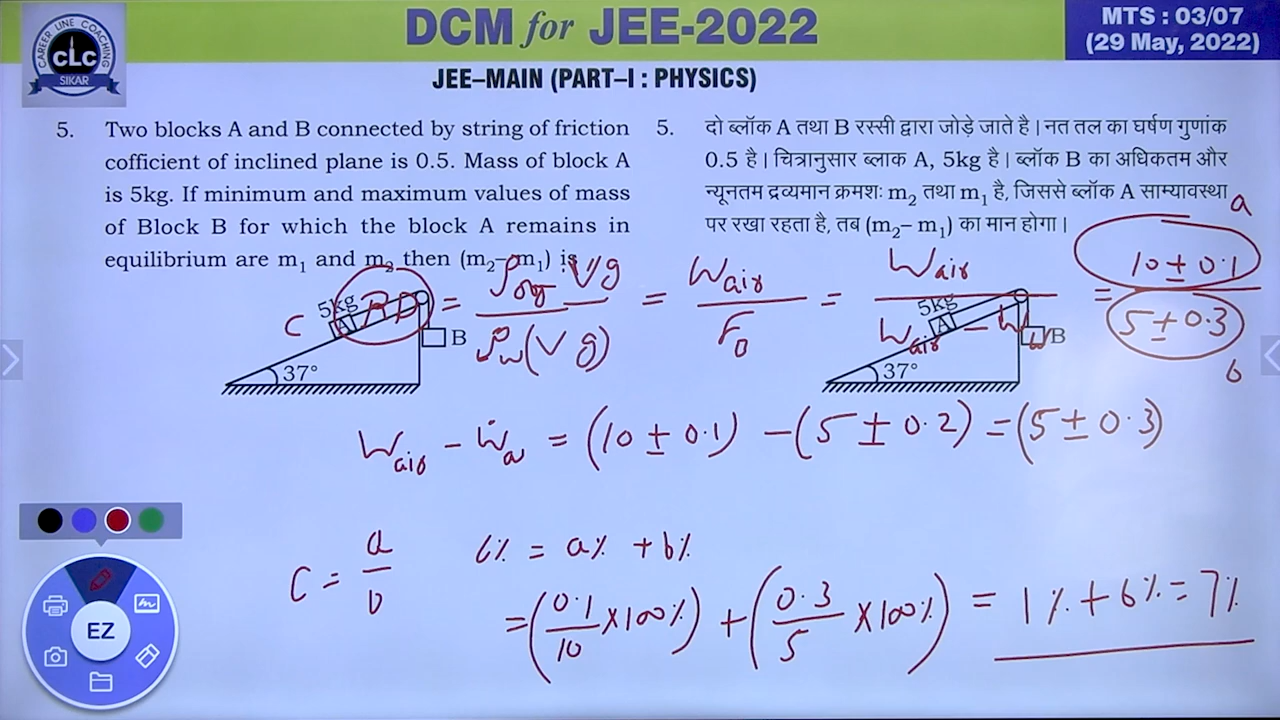 CAREER LINE COACHING
CLC
SIKAR
DCM for JEE-2022
MTS : 03/07
(29 May, 2022)
JEE–MAIN (PART–I : PHYSICS)
5. Two blocks A and B connected by string of friction
cofficient of inclined plane is 0.5. Mass of block A
is 5kg. If minimum and maximum values of mass
of Block B for which the block A remains in
equilibrium are m₁ and m₂ then (m₂– m₁) is
5. दो ब्लॉक A तथा B रस्सी द्वारा जोड़े जाते है। नत तल का घर्षण गुणांक
0.5 है। चित्रानुसार ब्लाक A, 5kg है। ब्लॉक B का अधिकतम और
न्यूनतम द्रव्यमान क्रमशः m₂ तथा m₁ है, जिससे ब्लॉक A साम्यावस्था
पर रखा रहता है, तब (m₂– m₁) का मान होगा।
5kg
A
B
37°
5kg
A
B
37°
C RD = ρ Vg / ρw(Vg) = Wair / F = Wair / Wair – Ww = 10 ± 0.1 / 5 ± 0.3
a
b
Wair – Wω = (10 ± 0.1) – (5 ± 0.2) = (5 ± 0.3)
C = a / b
C% = a% + b%
= (0.1/10 ×100%) + (0.3/5 ×100%) = 1% + 6% = 7%
EZ